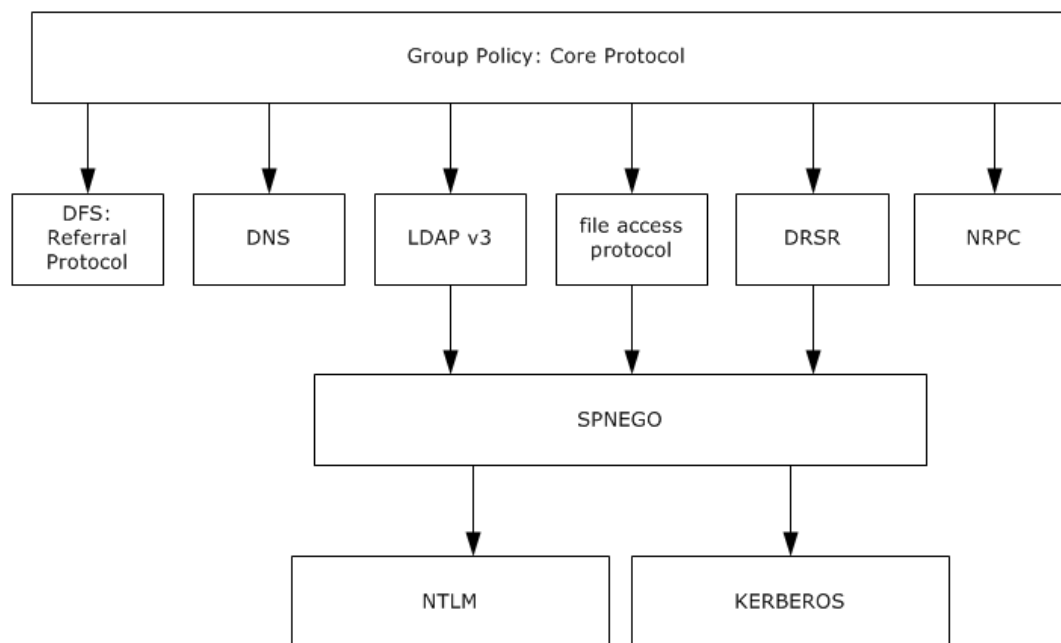 Group Policy: Core Protocol
DFS:
Referral
Protocol
DNS
LDAP v3
file access
protocol
DRSR
NRPC
SPNEGO
NTLM
KERBEROS